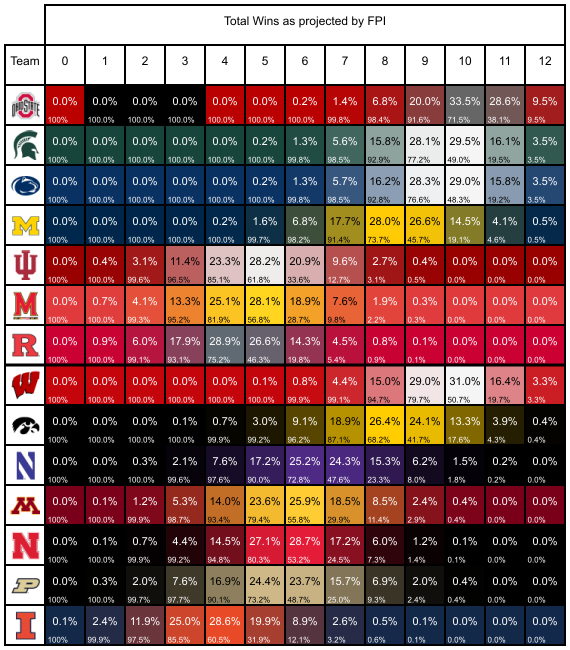 Total Wins as projected by FPI
Team 0 1 2 3 4 5 6 7 8 9 10 11 12
OHIO STATE 0.0% 0.0% 0.0% 0.0% 0.0% 0.0% 0.2% 1.4% 6.8% 20.0% 33.5% 28.6% 9.5%
100% 100.0% 100.0% 100.0% 100.0% 100.0% 100.0% 99.8% 98.4% 91.6% 71.5% 38.1% 9.5%
0.0% 0.0% 0.0% 0.0% 0.0% 0.2% 1.3% 5.6% 15.8% 28.1% 29.5% 16.1% 3.5%
100% 100.0% 100.0% 100.0% 100.0% 100.0% 99.8% 98.5% 92.9% 77.2% 49.0% 19.5% 3.5%
0.0% 0.0% 0.0% 0.0% 0.0% 0.2% 1.3% 5.7% 16.2% 28.3% 29.0% 15.8% 3.5%
100% 100.0% 100.0% 100.0% 100.0% 100.0% 99.8% 98.5% 92.8% 76.6% 48.3% 19.2% 3.5%
M 0.0% 0.0% 0.0% 0.0% 0.2% 1.6% 6.8% 17.7% 28.0% 26.6% 14.5% 4.1% 0.5%
100% 100.0% 100.0% 100.0% 100.0% 99.7% 98.2% 91.4% 73.7% 45.7% 19.1% 4.6% 0.5%
0.0% 0.4% 3.1% 11.4% 23.3% 28.2% 20.9% 9.6% 2.7% 0.4% 0.0% 0.0% 0.0%
100% 100.0% 99.6% 96.5% 85.1% 61.8% 33.6% 12.7% 3.1% 0.5% 0.0% 0.0% 0.0%
M 0.0% 0.7% 4.1% 13.3% 25.1% 28.1% 18.9% 7.6% 1.9% 0.3% 0.0% 0.0% 0.0%
100% 100.0% 99.3% 95.2% 81.9% 56.8% 28.7% 9.8% 2.2% 0.3% 0.0% 0.0% 0.0%
R 0.0% 0.9% 6.0% 17.9% 28.9% 26.6% 14.3% 4.5% 0.8% 0.1% 0.0% 0.0% 0.0%
100% 100.0% 99.1% 93.1% 75.2% 46.3% 19.8% 5.4% 0.9% 0.1% 0.0% 0.0% 0.0%
W 0.0% 0.0% 0.0% 0.0% 0.0% 0.1% 0.8% 4.4% 15.0% 29.0% 31.0% 16.4% 3.3%
100% 100.0% 100.0% 100.0% 100.0% 100.0% 99.9% 99.1% 94.7% 79.7% 50.7% 19.7% 3.3%
0.0% 0.0% 0.0% 0.1% 0.7% 3.0% 9.1% 18.9% 26.4% 24.1% 13.3% 3.9% 0.4%
100% 100.0% 100.0% 100.0% 99.9% 99.2% 96.2% 87.1% 68.2% 41.7% 17.6% 4.3% 0.4%
N 0.0% 0.0% 0.3% 2.1% 7.6% 17.2% 25.2% 24.3% 15.3% 6.2% 1.5% 0.2% 0.0%
100% 100.0% 100.0% 99.6% 97.6% 90.0% 72.8% 47.6% 23.3% 8.0% 1.8% 0.2% 0.0%
M 0.0% 0.1% 1.2% 5.3% 14.0% 23.6% 25.9% 18.5% 8.5% 2.4% 0.4% 0.0% 0.0%
100% 100.0% 99.9% 98.7% 93.4% 79.4% 55.8% 29.9% 11.4% 2.9% 0.4% 0.0% 0.0%
N 0.0% 0.1% 0.7% 4.4% 14.5% 27.1% 28.7% 17.2% 6.0% 1.2% 0.1% 0.0% 0.0%
100% 100.0% 99.9% 99.2% 94.8% 80.3% 53.2% 24.5% 7.3% 1.4% 0.1% 0.0% 0.0%
P 0.0% 0.3% 2.0% 7.6% 16.9% 24.4% 23.7% 15.7% 6.9% 2.0% 0.4% 0.0% 0.0%
100% 100.0% 99.7% 97.7% 90.1% 73.2% 48.7% 25.0% 9.3% 2.4% 0.4% 0.0% 0.0%
I 0.1% 2.4% 11.9% 25.0% 28.6% 19.9% 8.9% 2.6% 0.5% 0.1% 0.0% 0.0% 0.0%
100% 99.9% 97.5% 85.5% 60.5% 31.9% 12.1% 3.2% 0.6% 0.1% 0.0% 0.0% 0.0%